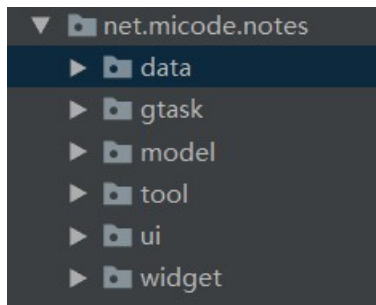 net.micode.notes
data
gtask
model
tool
ui
widget